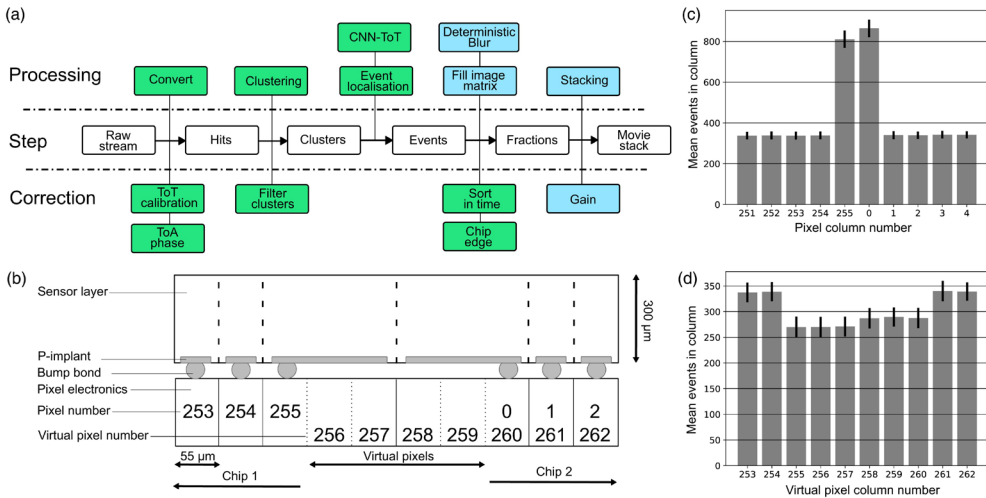 (a)
CNN-ToT
Deterministic
Blur
Processing
Convert
Clustering
Event
localisation
Fill image
matrix
Stacking
Step
Raw
stream
Hits
Clusters
Events
Fractions
Movie
stack
Correction
ToT
calibration
Filter
clusters
Sort
in time
Gain
ToA
phase
Chip
edge
(b)
Sensor layer
300 μm
P-implant
Bump bond
Pixel electronics
Pixel number
253 254 255 0 1 2
Virtual pixel number
256 257 258 259 260 261 262
55 μm
Virtual pixels
Chip 1
Chip 2
(c)
Mean events in column
800
600
400
200
0
251 252 253 254 255 0 1 2 3 4
Pixel column number
(d)
Mean events in column
350
300
250
200
150
100
50
0
253 254 255 256 257 258 259 260 261 262
Virtual pixel column number